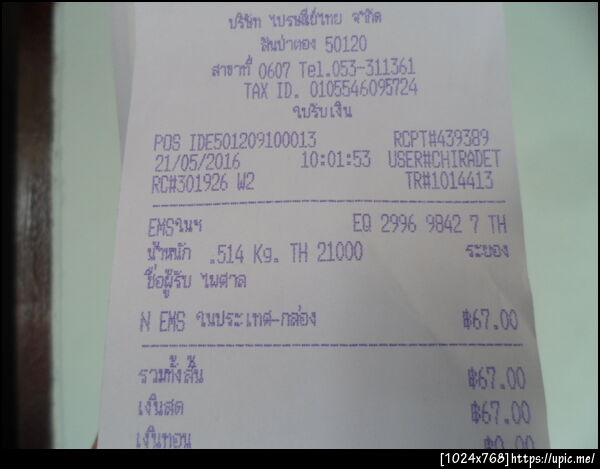 บริษัท ไปรษณีย์ไทย จำกัด
สันป่าตอง 50120
สาขาที่ 0607 Tel.053-311361
TAX ID. 0105546095724
ใบรับเงิน
POS IDE501209100013 RCPT#439389
21/05/2016 10:01:53 USER#CHIRADET
RC#301926 W2 TR#1014413
EMSในฯ EQ 2996 9842 7 TH
น้ำหนัก .514 Kg. TH 21000 ระยอง
ชื่อผู้รับ ไพศาล
N EMS ในประเทศ-กล่อง ฿67.00
รวมทั้งสิ้น ฿67.00
เงินสด ฿67.00
เงินทอน ฿0.00
[1024x768]https://upic.me/